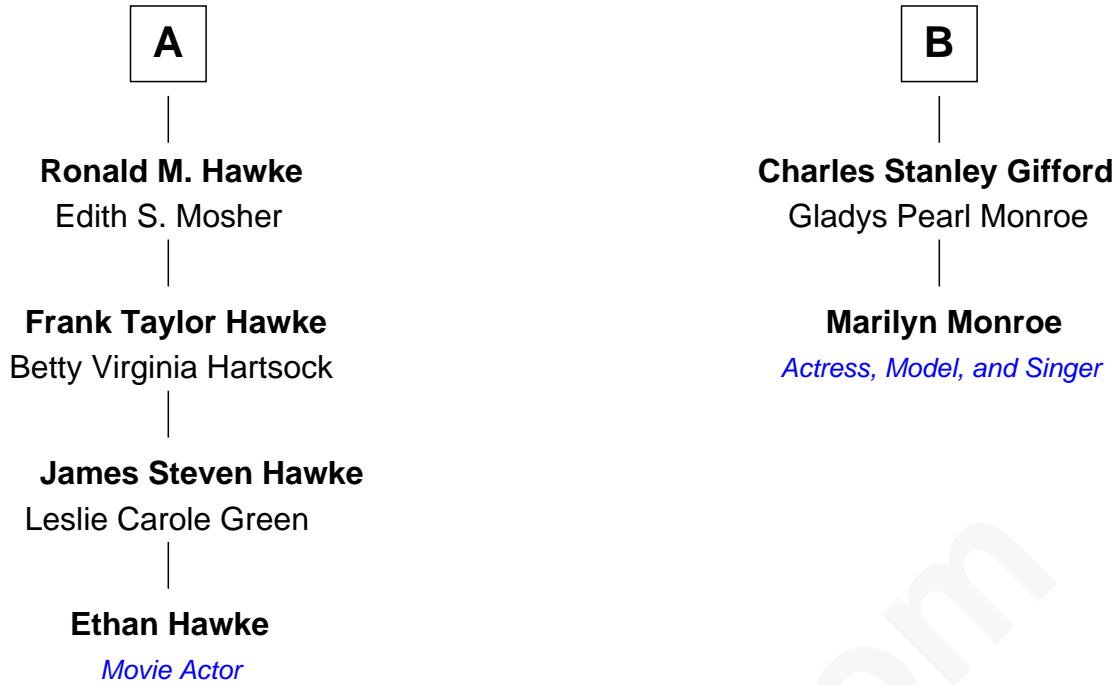 A
Ronald M. Hawke
Edith S. Mosher
Frank Taylor Hawke
Betty Virginia Hartsock
James Steven Hawke
Leslie Carole Green
Ethan Hawke
Movie Actor
B
Charles Stanley Gifford
Gladys Pearl Monroe
Marilyn Monroe
Actress, Model, and Singer
om